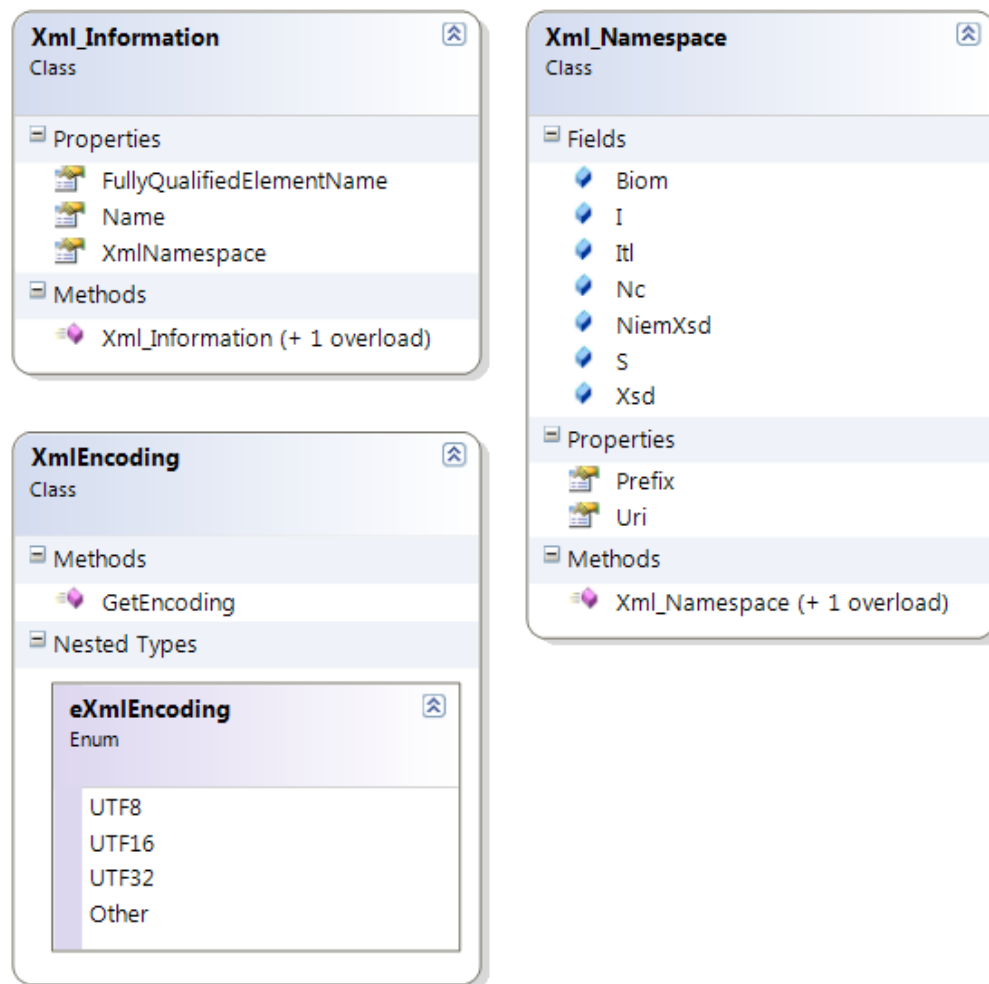 Xml_Information
Class
Properties
FullyQualifiedElementName
Name
XmlNamespace
Methods
Xml_Information (+ 1 overload)
XmlEncoding
Class
Methods
GetEncoding
Nested Types
eXmlEncoding
Enum
UTF8
UTF16
UTF32
Other
Xml_Namespace
Class
Fields
Biom
I
Itl
Nc
NiemXsd
S
Xsd
Properties
Prefix
Uri
Methods
Xml_Namespace (+ 1 overload)